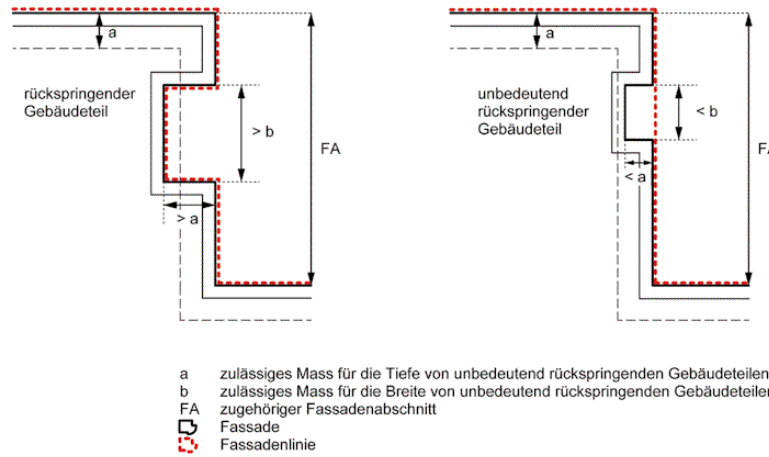 a
a
rückspringender
Gebäudeteil
unbedeutend
rückspringender
Gebäudeteil
> b
< b
FA
< a
> a
a zulässiges Mass für die Tiefe von unbedeutend rückspringenden Gebäudeteilen
b zulässiges Mass für die Breite von unbedeutend rückspringenden
FA zugehöriger Fassadenabschnitt
Fassade
Fassadenlinie